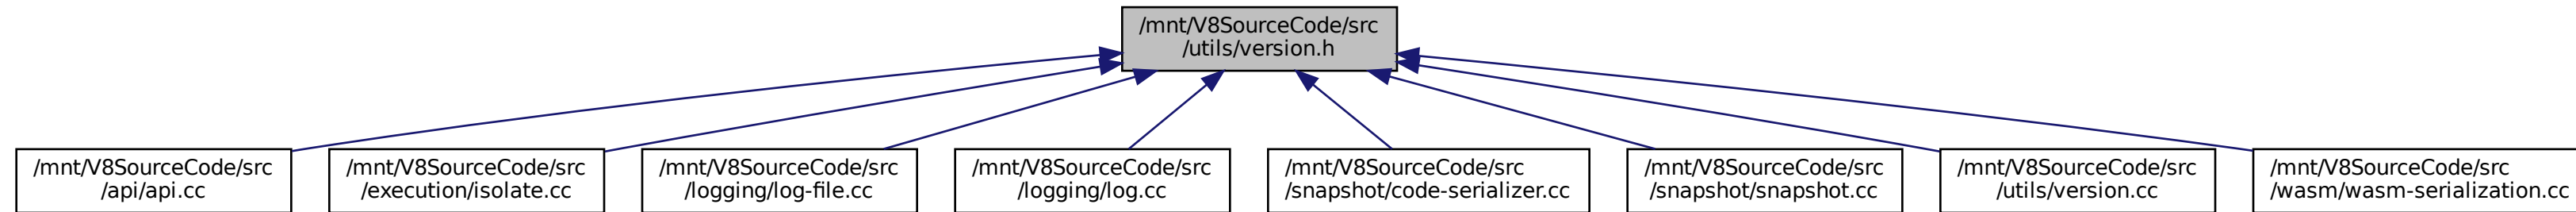 /mnt/V8SourceCode/src
/utils/version.h
/mnt/V8SourceCode/src
/api/api.cc
/mnt/V8SourceCode/src
/execution/isolate.cc
/mnt/V8SourceCode/src
/logging/log-file.cc
/mnt/V8SourceCode/src
/logging/log.cc
/mnt/V8SourceCode/src
/snapshot/code-serializer.cc
/mnt/V8SourceCode/src
/snapshot/snapshot.cc
/mnt/V8SourceCode/src
/utils/version.cc
/mnt/V8SourceCode/src
/wasm/wasm-serialization.cc